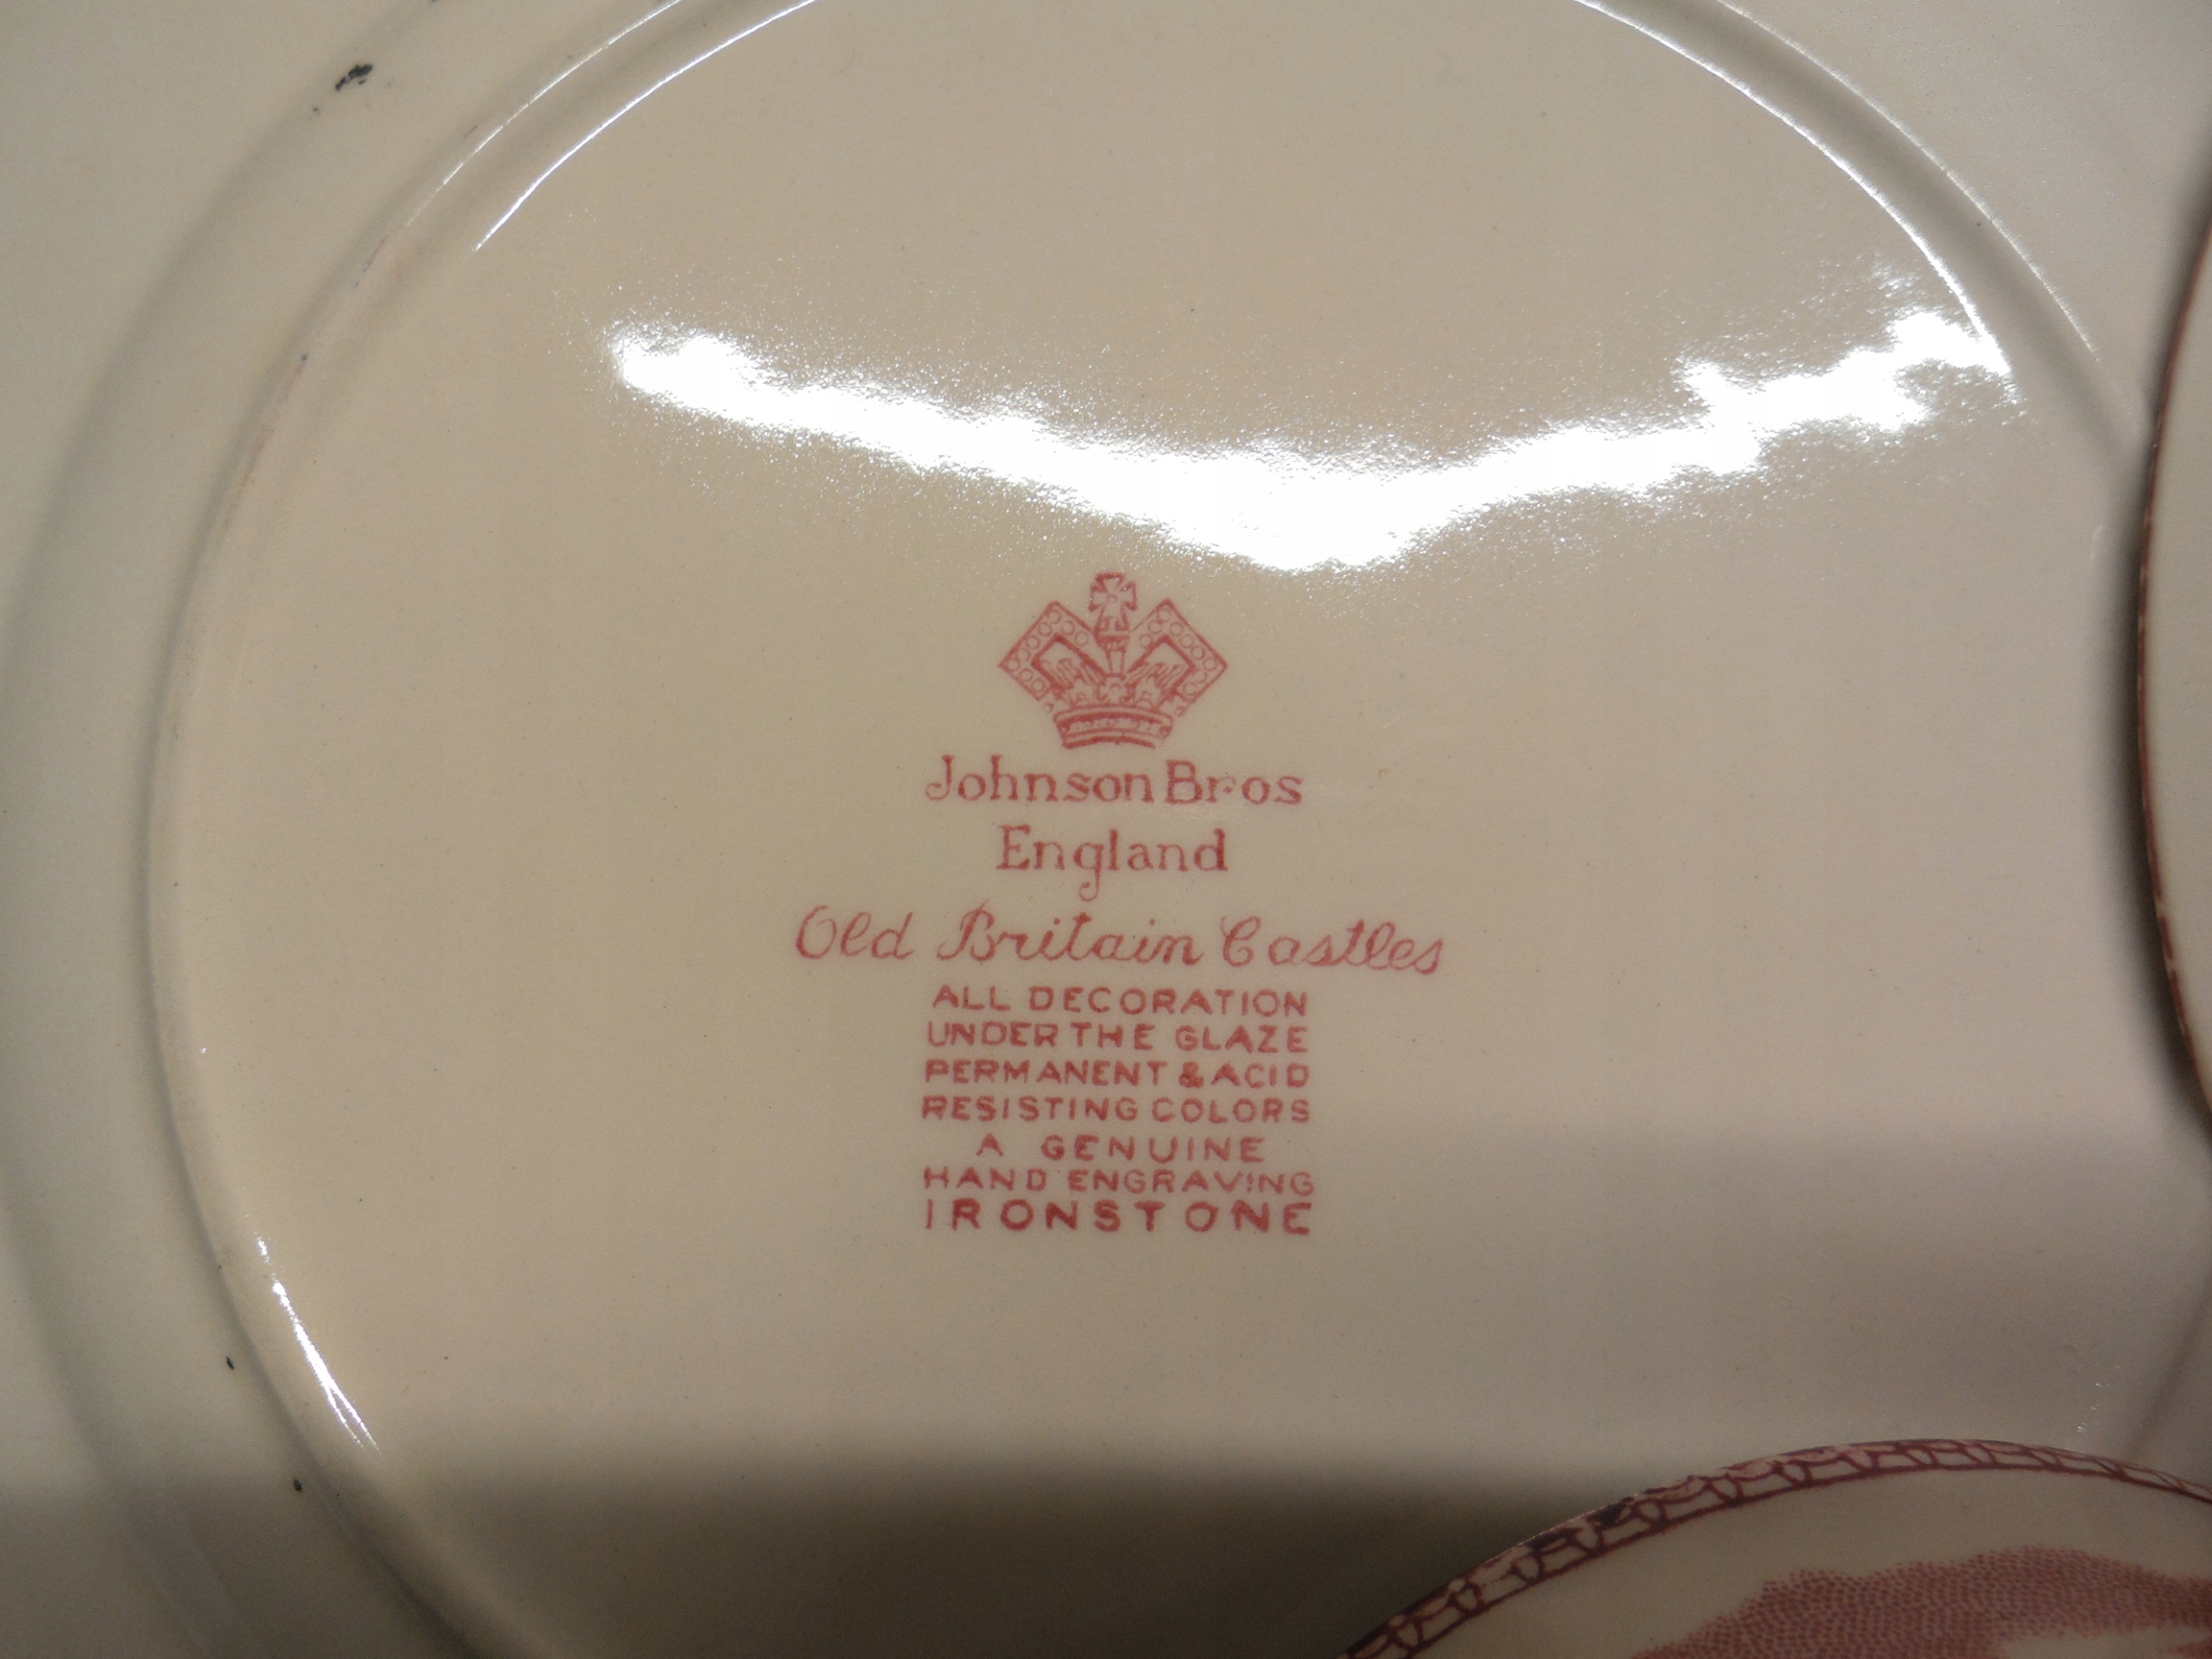 Johnson Bros
England
Old Britain Castles
ALL DECORATION
UNDER THE GLAZE
PERMANENT & ACID
RESISTING COLORS
A GENUINE
HAND ENGRAVING
IRONSTONE